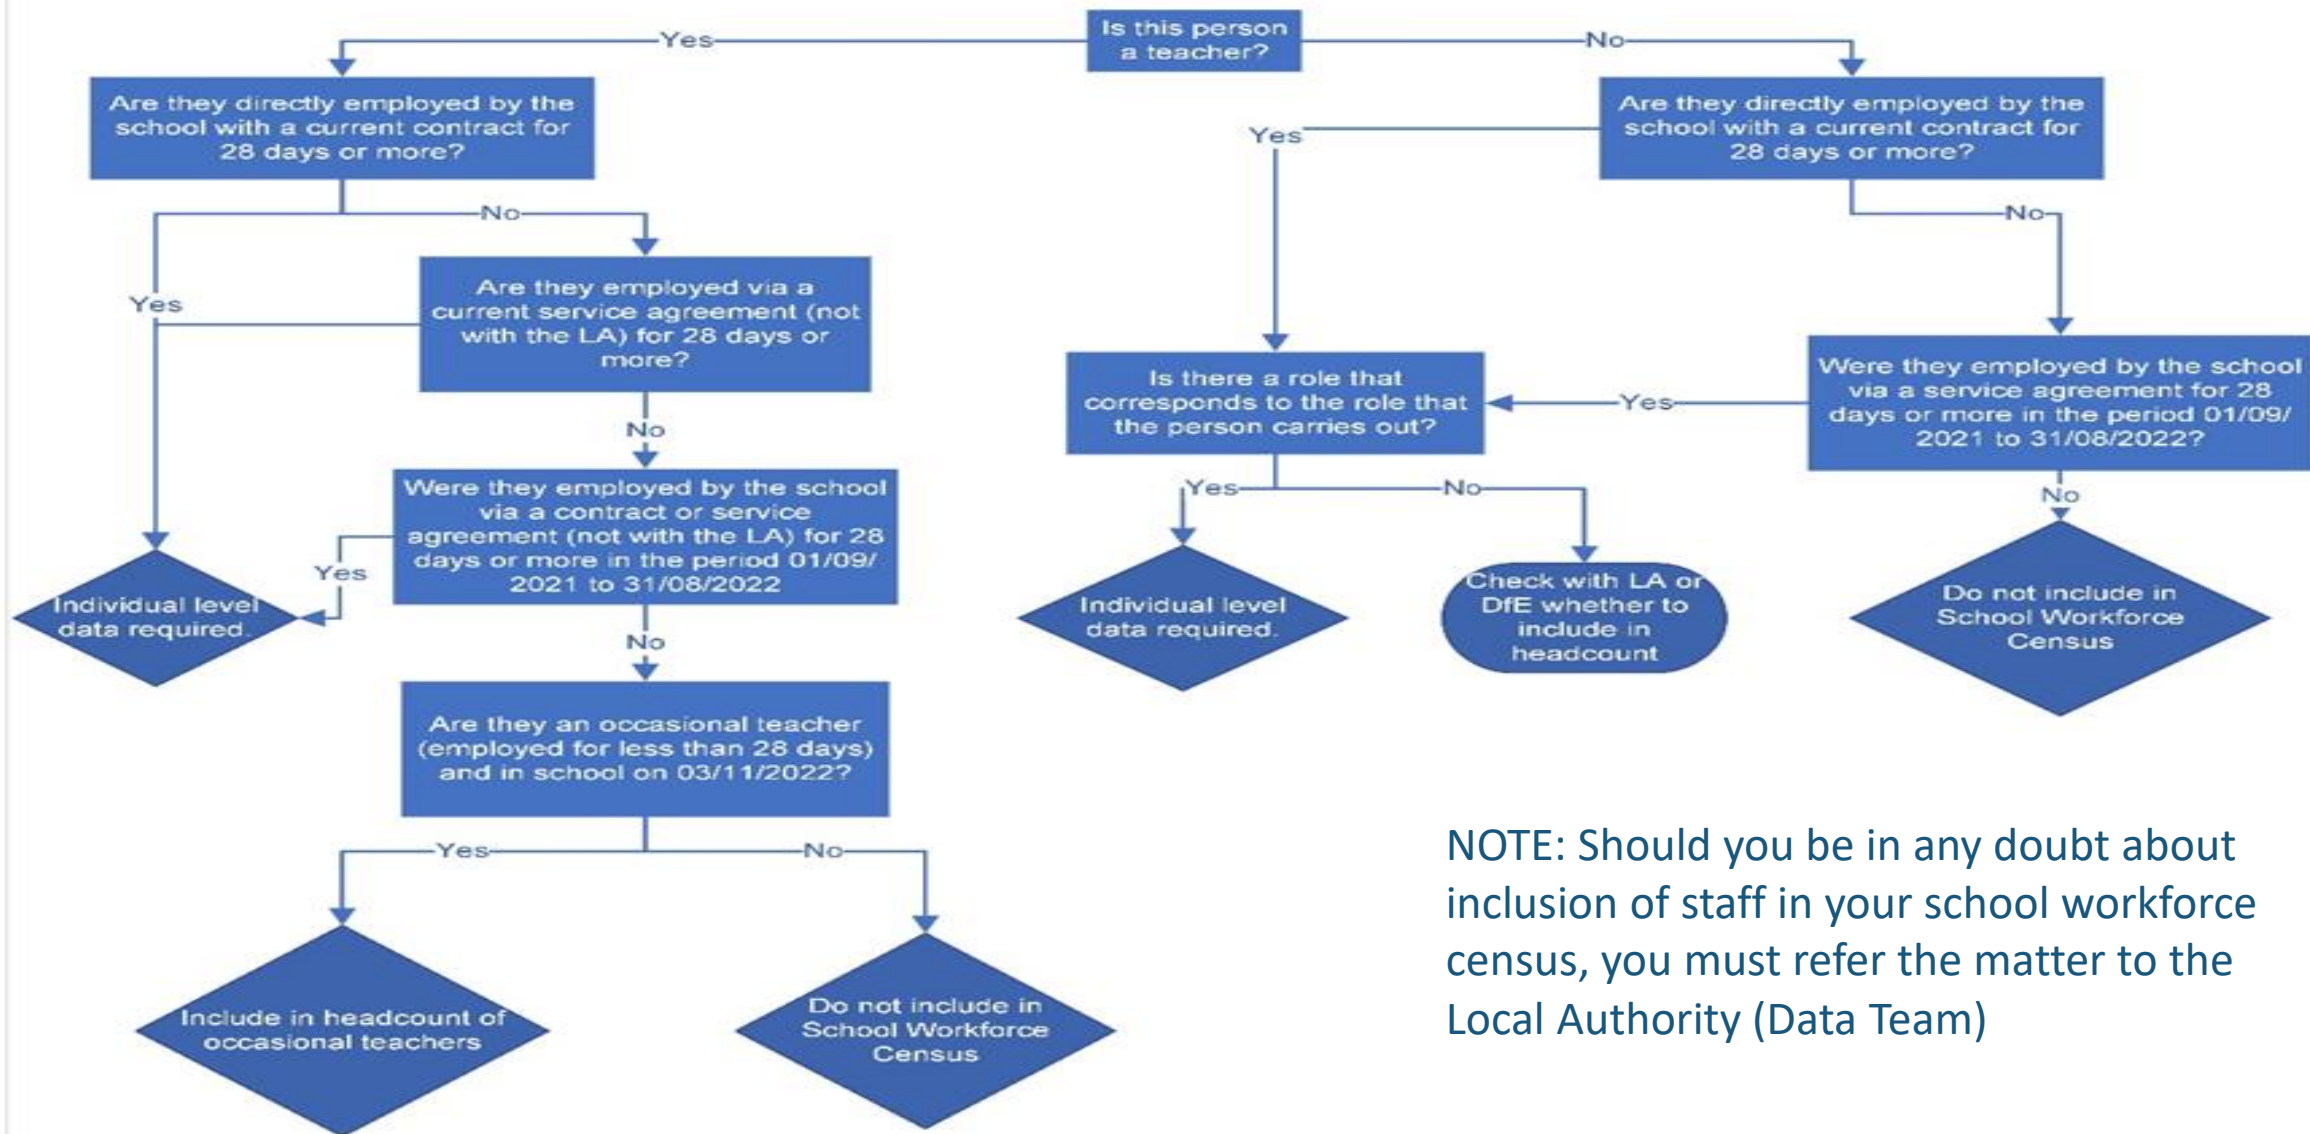 Is this person
a teacher?
Yes
No
Are they directly employed by the
school with a current contract for
28 days or more?
Are they directly employed by the
school with a current contract for
28 days or more?
Yes
No
No
Yes
Are they employed via a
current service agreement (not
with the LA) for 28 days or
more?
Is there a role that
corresponds to the role that
the person carries out?
Yes
Were they employed by the school
via a service agreement for 28
days or more in the period 01/09/
2021 to 31/08/2022?
No
Were they employed by the school
via a contract or service
agreement (not with the LA) for 28
days or more in the period 01/09/
2021 to 31/08/2022
Yes
Yes
No
No
Individual level
data required.
Individual level
data required.
Check with LA or
DfE whether to
include in
headcount
Do not include in
School Workforce
Census
No
Are they an occasional teacher
(employed for less than 28 days)
and in school on 03/11/2022?
Yes
No
Include in headcount of
occasional teachers
Do not include in
School Workforce
Census
NOTE: Should you be in any doubt about
inclusion of staff in your school workforce
census, you must refer the matter to the
Local Authority (Data Team)